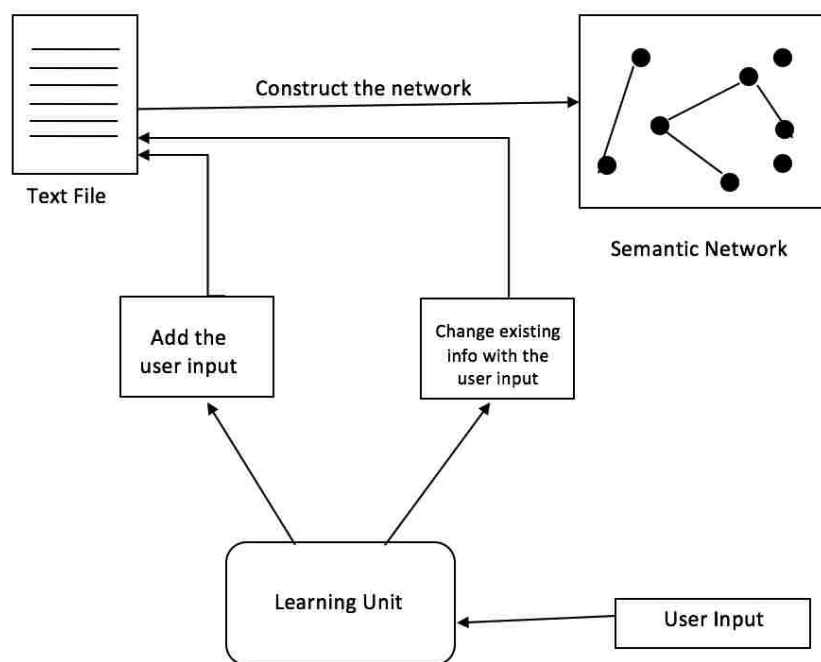 Construct the network
Text File
Semantic Network
Add the
user input
Change existing
info with the
user input
Learning Unit
User Input